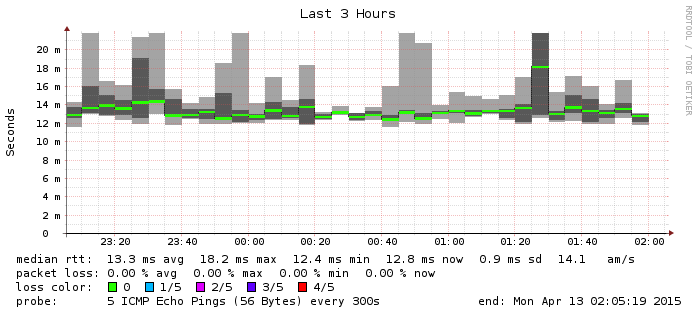 Last 3 Hours
RRDTOOL / TOBI OETIKER
Seconds
20 m
18 m
16 m
14 m
12 m
10 m
8 m
6 m
4 m
2 m
0
23:20 23:40 00:00 00:20 00:40 01:00 01:20 01:40 02:00
median rtt: 13.3 ms avg 18.2 ms max 12.4 ms min 12.8 ms now 0.9 ms sd 14.1 am/s
packet loss: 0.00 % avg 0.00 % max 0.00 % min 0.00 % now
loss color: 0 1/5 2/5 3/5 4/5
probe: 5 ICMP Echo Pings (56 Bytes) every 300s end: Mon Apr 13 02:05:19 2015